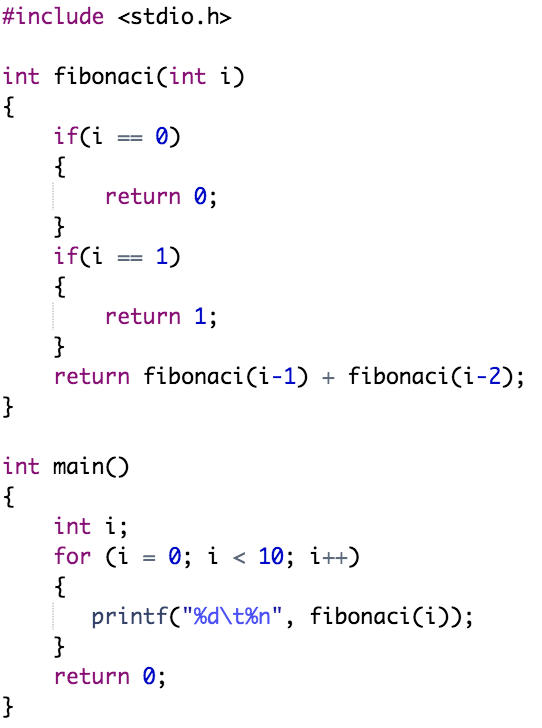 #include <stdio.h>

int fibonaci(int i)
{
    if(i == 0)
    {
        return 0;
    }
    if(i == 1)
    {
        return 1;
    }
    return fibonaci(i-1) + fibonaci(i-2);
}

int main()
{
    int i;
    for (i = 0; i < 10; i++)
    {
       printf("%d\t%n", fibonaci(i));
    }
    return 0;
}